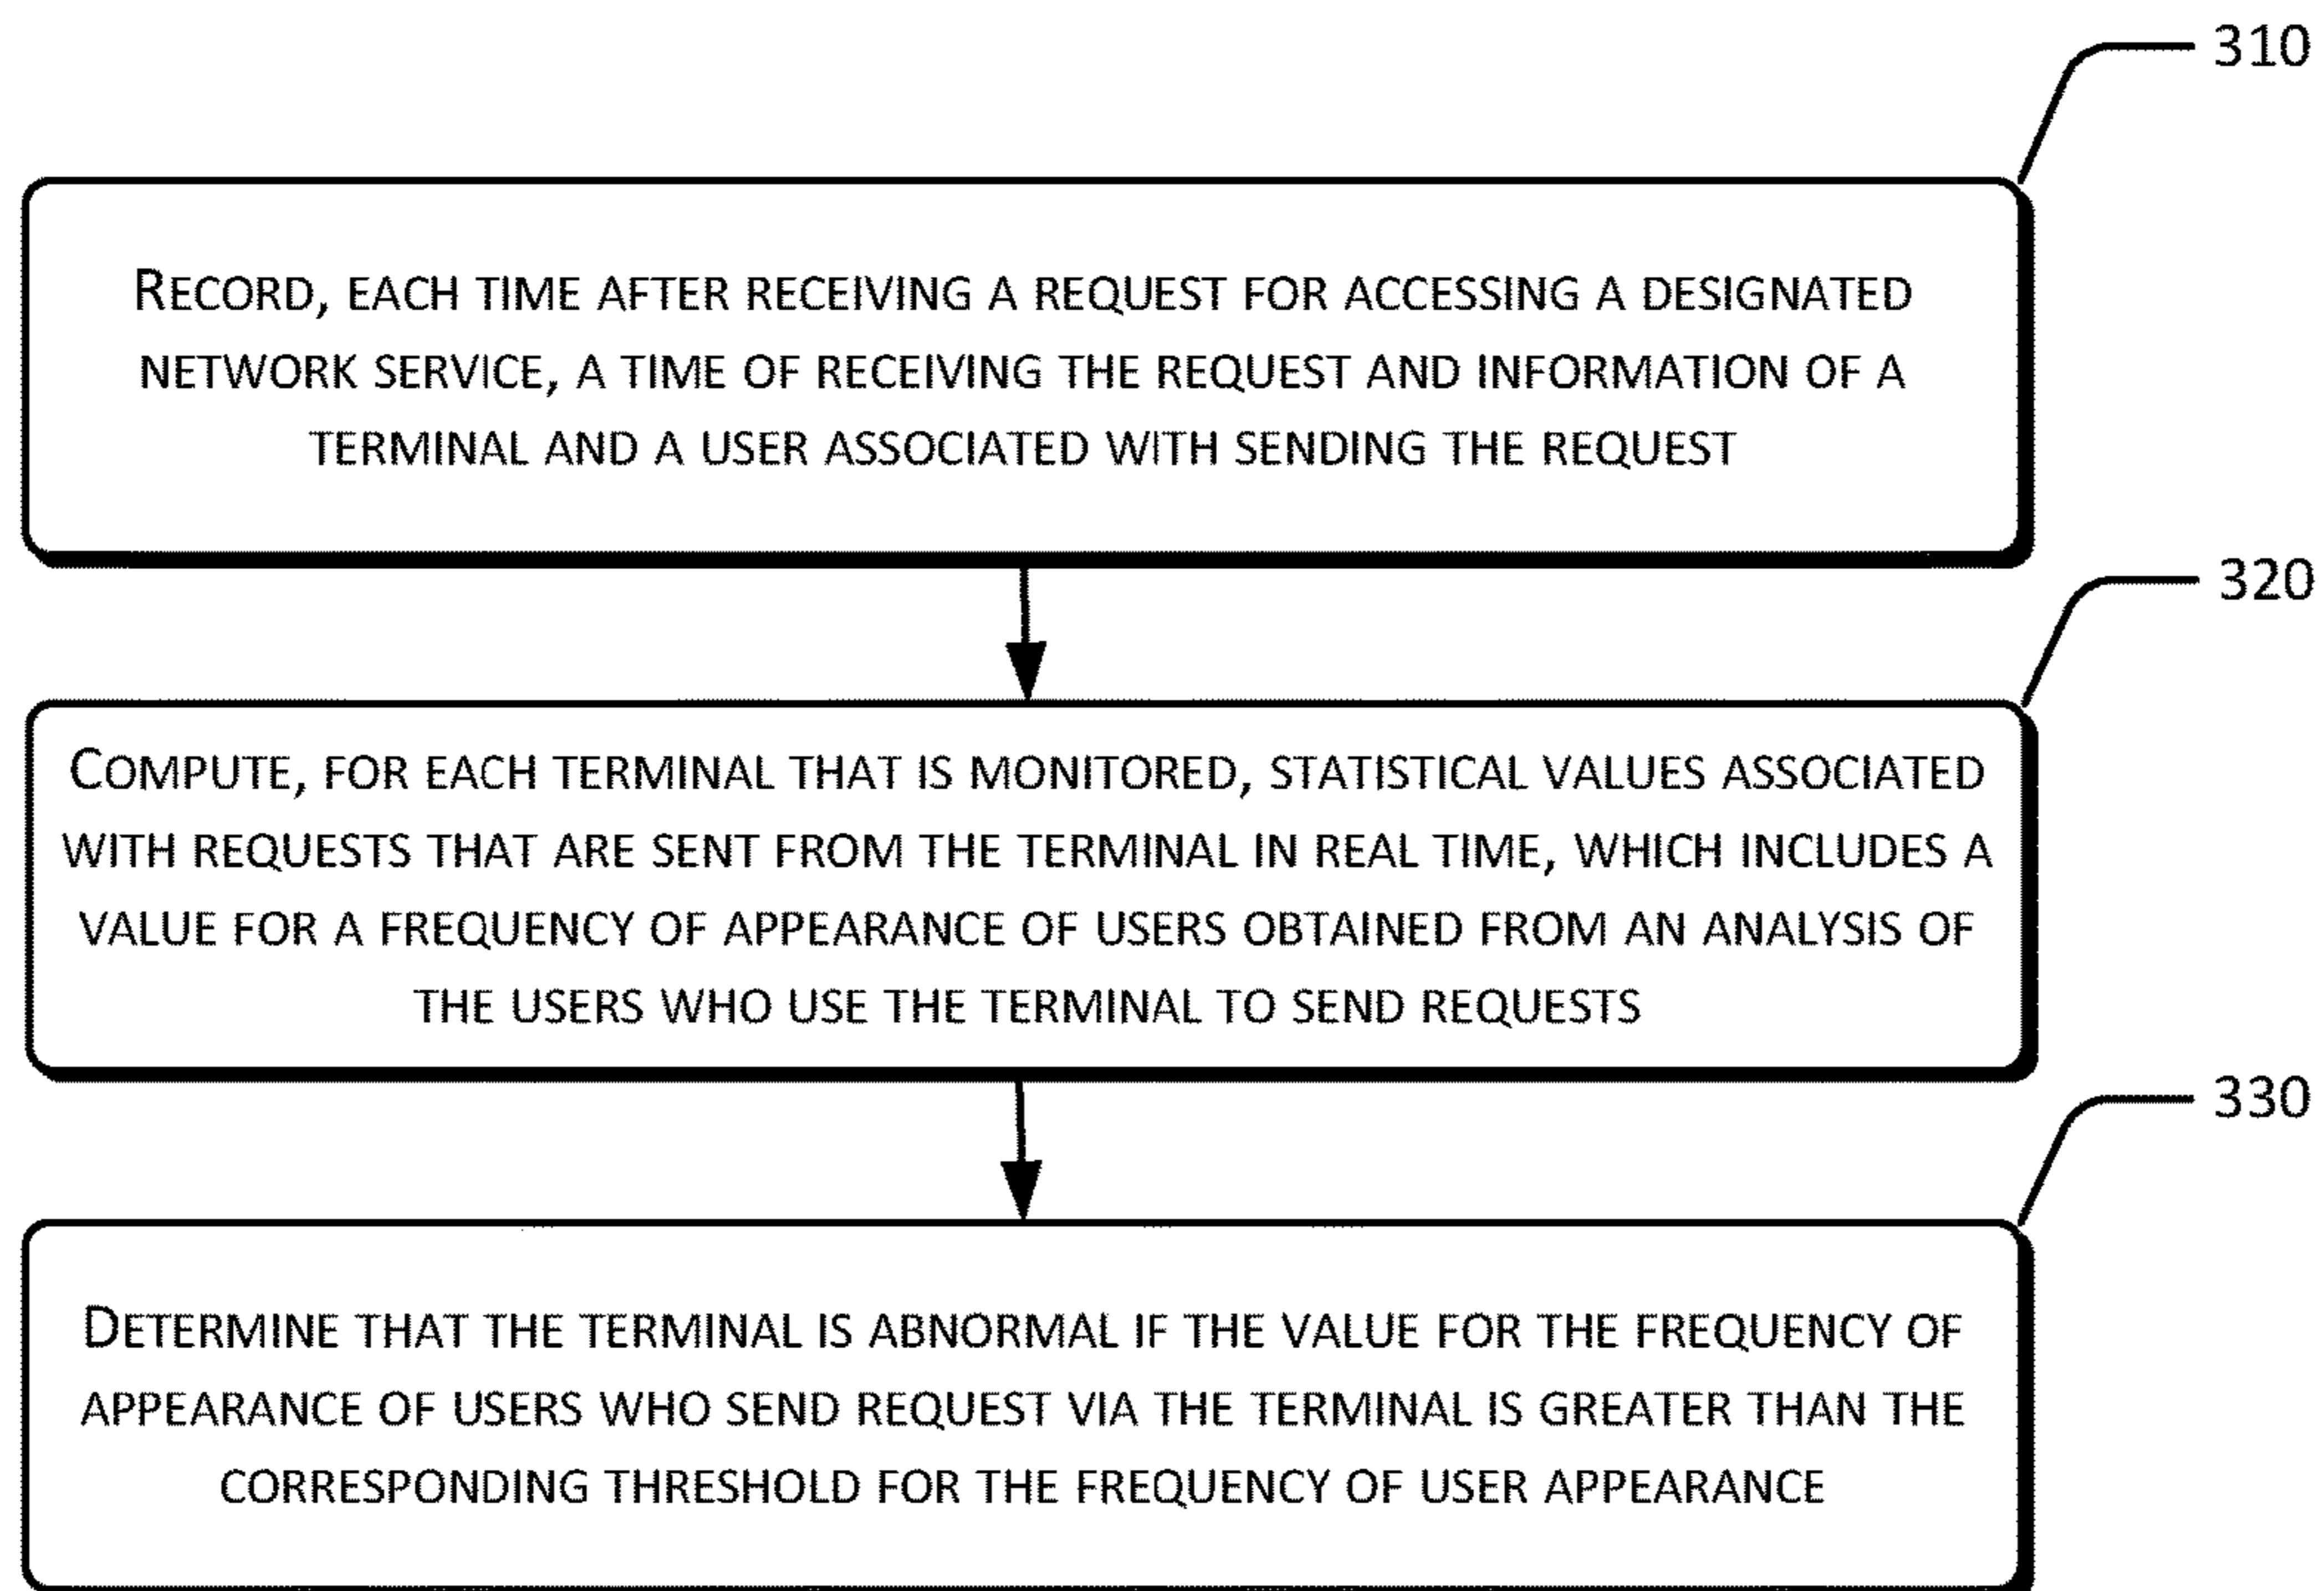 310
RECORD, EACH TIME AFTER RECEIVING A REQUEST FOR ACCESSING A DESIGNATED
NETWORK SERVICE, A TIME OF RECEIVING THE REQUEST AND INFORMATION OF A
TERMINAL AND A USER ASSOCIATED WITH SENDING THE REQUEST
320
COMPUTE, FOR EACH TERMINAL THAT IS MONITORED, STATISTICAL VALUES ASSOCIATED
WITH REQUESTS THAT ARE SENT FROM THE TERMINAL IN REAL TIME, WHICH INCLUDES A
VALUE FOR A FREQUENCY OF APPEARANCE OF USERS OBTAINED FROM AN ANALYSIS OF
THE USERS WHO USE THE TERMINAL TO SEND REQUESTS
330
DETERMINE THAT THE TERMINAL IS ABNORMAL IF THE VALUE FOR THE FREQUENCY OF
APPEARANCE OF USERS WHO SEND REQUEST VIA THE TERMINAL IS GREATER THAN THE
CORRESPONDING THRESHOLD FOR THE FREQUENCY OF USER APPEARANCE